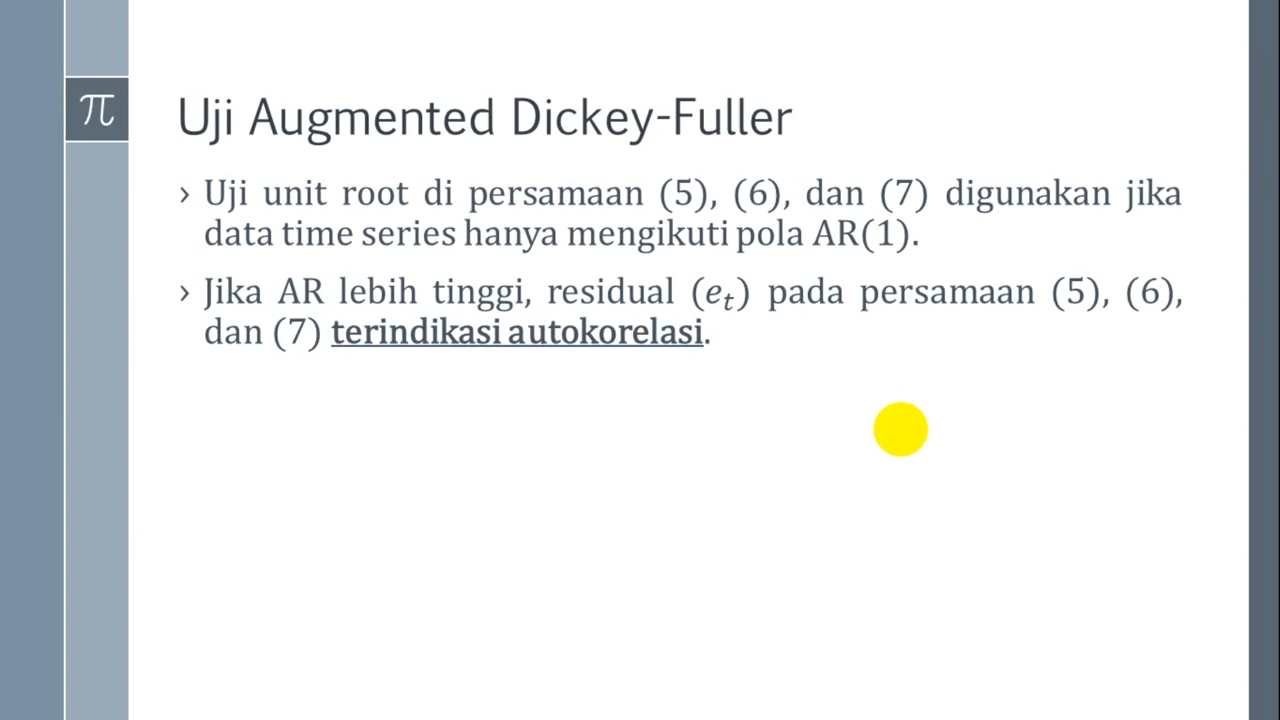 π
Uji Augmented Dickey-Fuller
› Uji unit root di persamaan (5), (6), dan (7) digunakan jika
data time series hanya mengikuti pola AR(1).
› Jika AR lebih tinggi, residual (eₜ) pada persamaan (5), (6),
dan (7) terindikasi autokorelasi.